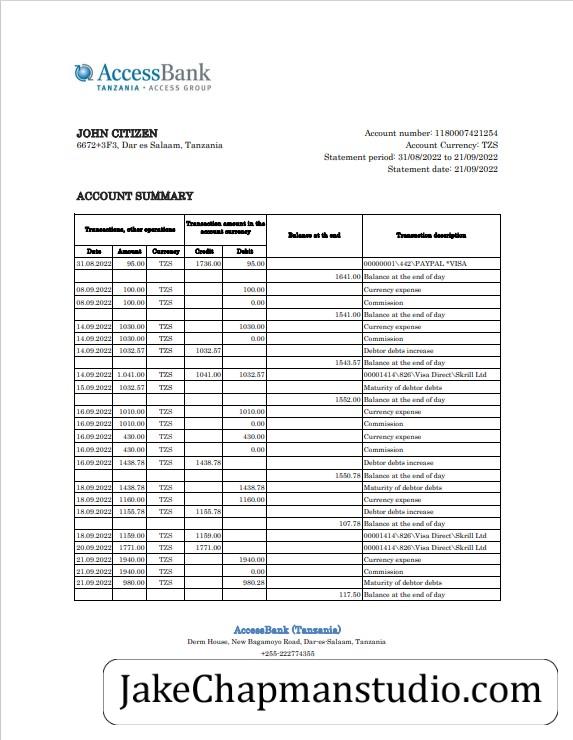 AccessBank
TANZANIA • ACCESS GROUP
JOHN CITIZEN
6672+3F3, Dar es Salaam, Tanzania
Account number: 1180007421254
Account Currency: TZS
Statement period: 31/08/2022 to 21/09/2022
Statement date: 21/09/2022
ACCOUNT SUMMARY
Transactions, other operations Transaction amount in the account currency Balance at th end Transaction description
Date Amount Currency Credit Debit
31.08.2022 95.00 TZS 1736.00 95.00 00000001\442\PAYPAL *VISA
1641.00 Balance at the end of day
08.09.2022 100.00 TZS 100.00 Currency expense
08.09.2022 100.00 TZS 0.00 Commission
1541.00 Balance at the end of day
14.09.2022 1030.00 TZS 1030.00 Currency expense
14.09.2022 1030.00 TZS 0.00 Commission
14.09.2022 1032.57 TZS 1032.57 Debtor debts increase
1543.57 Balance at the end of day
14.09.2022 1.041.00 TZS 1041.00 1032.57 00001414\826\Visa Direct\Skrill Ltd
15.09.2022 1032.57 TZS Maturity of debtor debts
1552.00 Balance at the end of day
16.09.2022 1010.00 TZS 1010.00 Currency expense
16.09.2022 1010.00 TZS 0.00 Commission
16.09.2022 430.00 TZS 430.00 Currency expense
16.09.2022 430.00 TZS 0.00 Commission
16.09.2022 1438.78 TZS 1438.78 Debtor debts increase
1550.78 Balance at the end of day
18.09.2022 1438.78 TZS 1438.78 Maturity of debtor debts
18.09.2022 1160.00 TZS 1160.00 Currency expense
18.09.2022 1155.78 TZS 1155.78 Debtor debts increase
107.78 Balance at the end of day
18.09.2022 1159.00 TZS 1159.00 00001414\826\Visa Direct\Skrill Ltd
20.09.2022 1771.00 TZS 1771.00 00001414\826\Visa Direct\Skrill Ltd
21.09.2022 1940.00 TZS 1940.00 Currency expense
21.09.2022 1940.00 TZS 0.00 Commission
21.09.2022 980.00 TZS 980.28 Maturity of debtor debts
117.50 Balance at the end of day
AccessBank (Tanzania)
Derm House, New Bagamoyo Road, Dar-es-Salaam, Tanzania
+255-222774355
JakeChapmanstudio.com